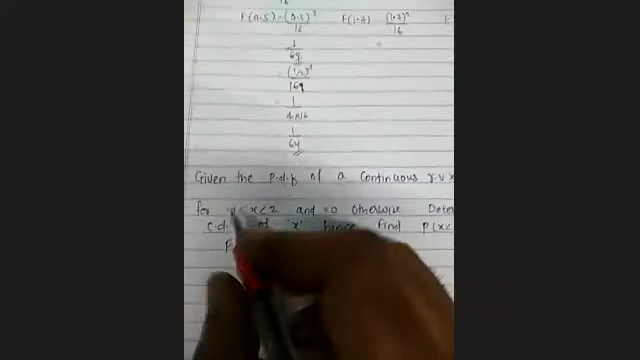 F(0.5) = (0.5)² F(1.7) (1.7)²
16 16
1
64
(1/2)²
16
1
4×16
1
64
Given the p.d.f of a continuous r.v x
for < x < 2 and =0 otherwise Dete
c.d. of 'x' hence Find P(x<
F